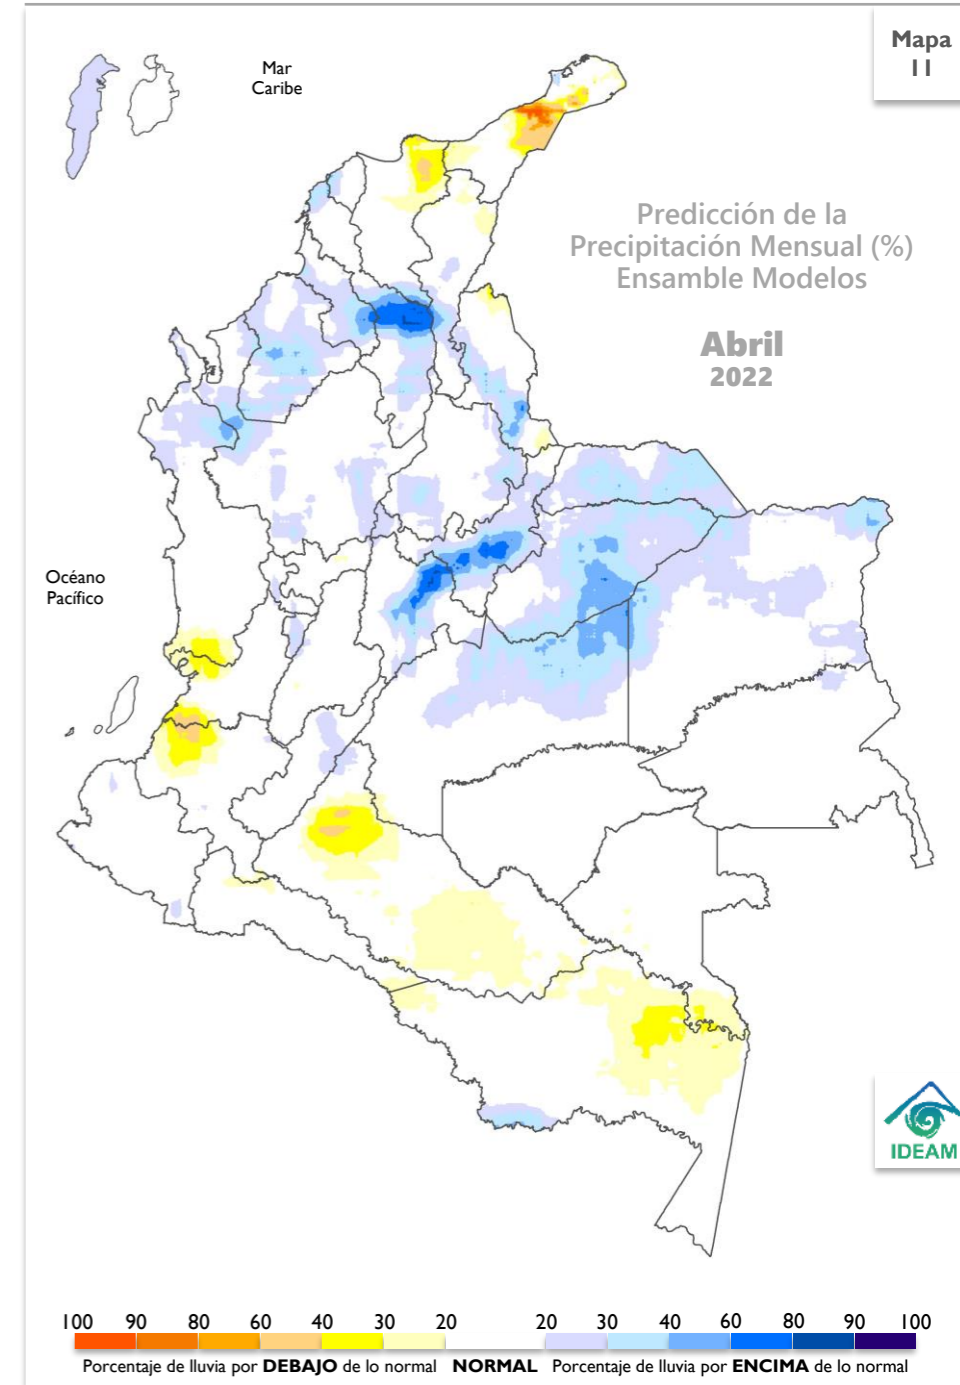 Mapa
11
Mar
Caribe
Predicción de la
Precipitación Mensual (%)
Ensamble Modelos
Abril
2022
Océano
Pacífico
IDEAM
100 90 80 60 40 30 20 20 30 40 60 80 90 100
Porcentaje de lluvia por DEBAJO de lo normal NORMAL Porcentaje de lluvia por ENCIMA de lo normal